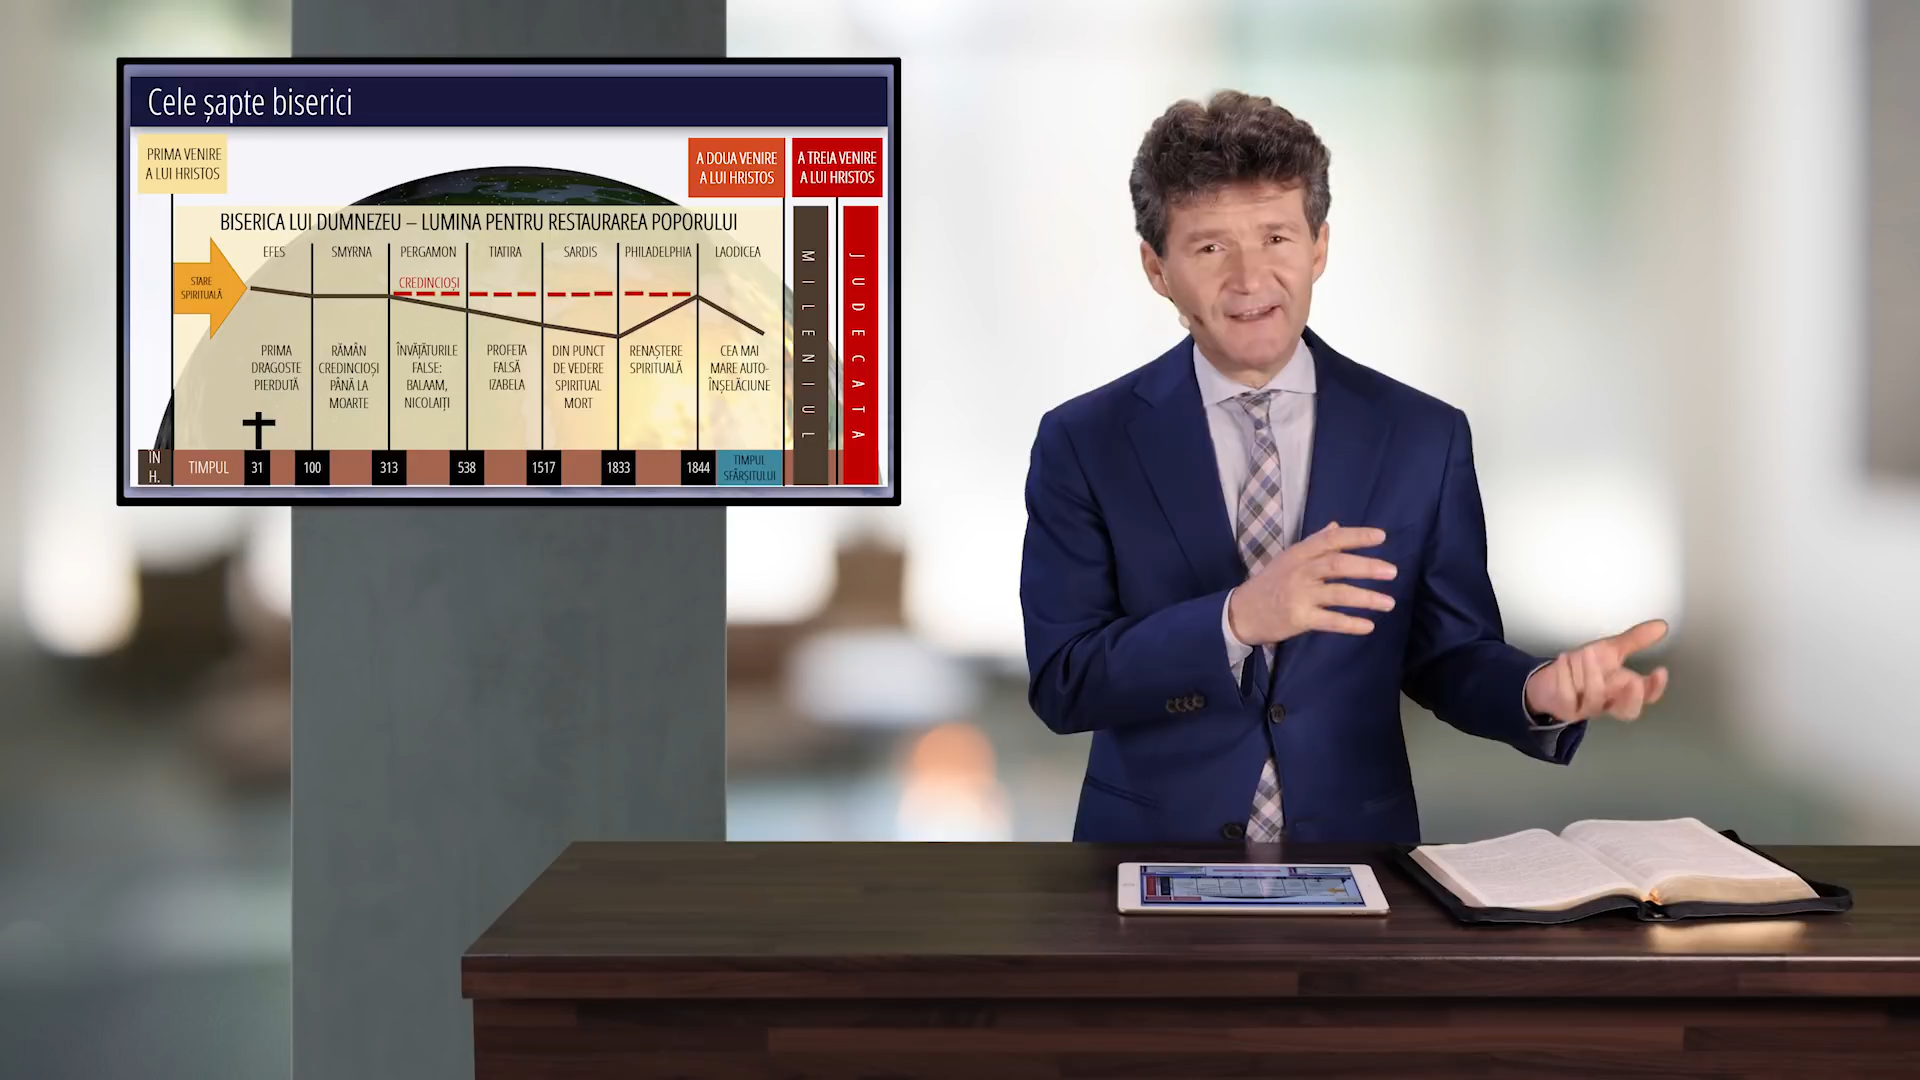 Cele șapte biserici
PRIMA VENIRE
A LUI HRISTOS
A DOUA VENIRE
A LUI HRISTOS
A TREIA VENIRE
A LUI HRISTOS
BISERICA LUI DUMNEZEU – LUMINA PENTRU RESTAURAREA POPORULUI
EFES
SMYRNA
PERGAMON
TIATIRA
SARDIS
PHILADELPHIA
LAODICEA
STARE
SPIRITUALĂ
CREDINCIOȘI
PRIMA
DRAGOSTE
PIERDUTĂ
RĂMÂN
CREDINCIOȘI
PÂNĂ LA
MOARTE
ÎNVĂȚĂTURILE
FALSE:
BALAAM,
NICOLAIȚI
PROFETA
FALSĂ
IZABELA
DIN PUNCT
DE VEDERE
SPIRITUAL
MORT
RENAȘTERE
SPIRITUALĂ
CEA MAI
MARE AUTO-
ÎNȘELĂCIUNE
MILENIUL
JUDECATA
IN
H.
TIMPUL
31
100
313
538
1517
1833
1844
TIMPUL
SFÂRȘITULUI